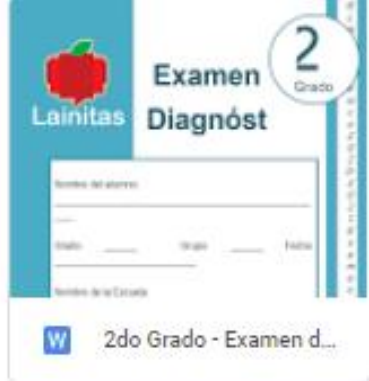 2
Grado
Examen
Diagnóst
Lainitas
Nombre del alumno:
Grado Grupo Fecha
Nombre de la Escuela
W 2do Grado - Examen d...